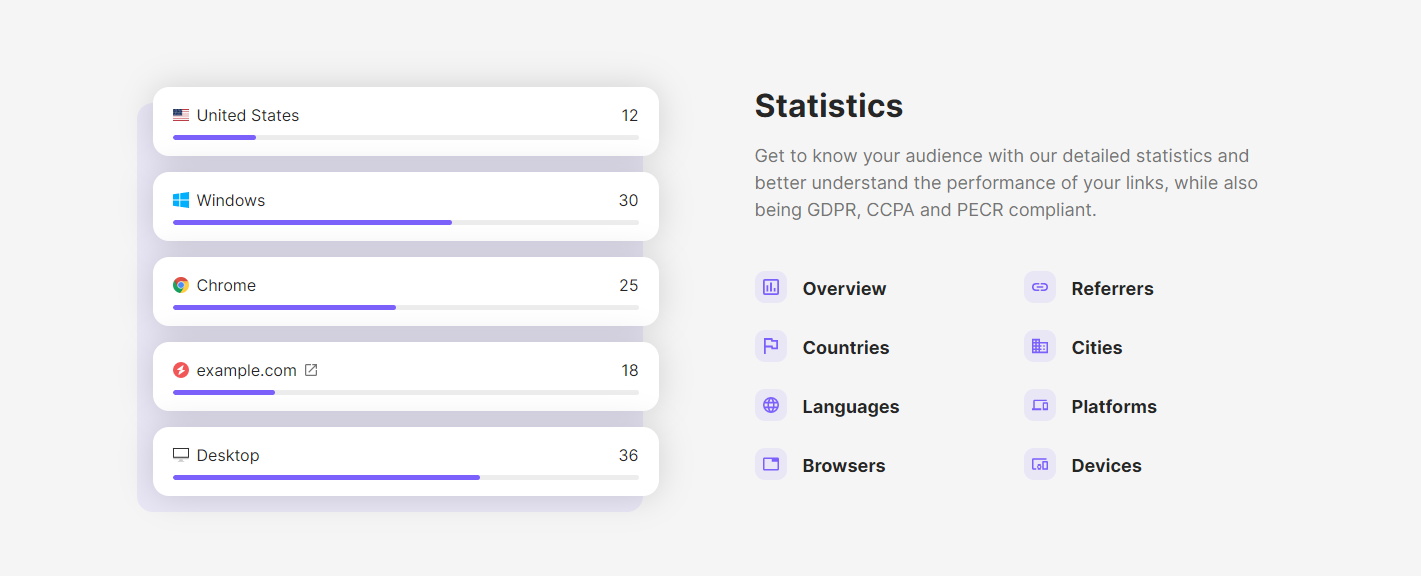 United States 12
Windows 30
Chrome 25
example.com 18
Desktop 36
Statistics
Get to know your audience with our detailed statistics and
better understand the performance of your links, while also
being GDPR, CCPA and PECR compliant.
Overview Referrers
Countries Cities
Languages Platforms
Browsers Devices